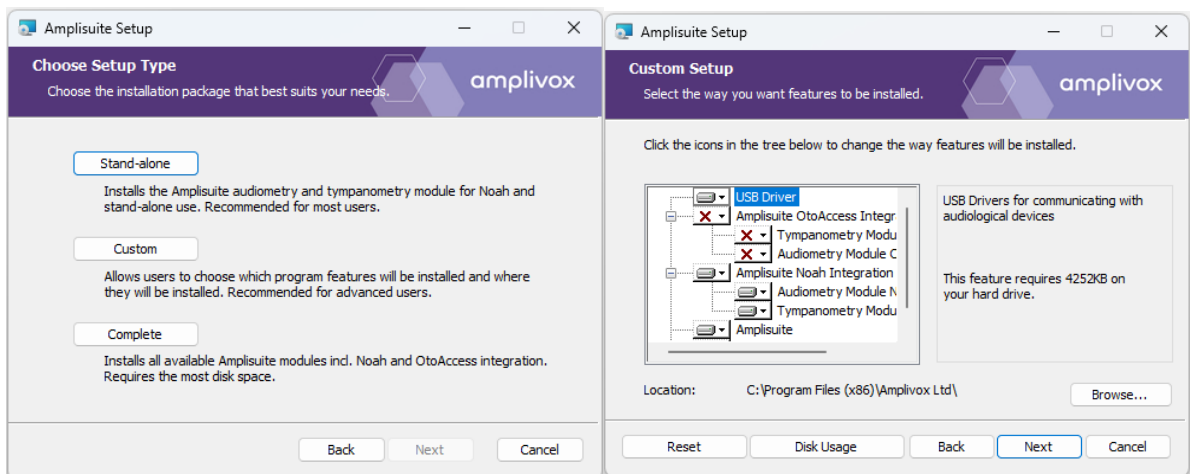 Amplisuite Setup
Choose Setup Type
Choose the installation package that best suits your needs.
amplivox
Stand-alone
Installs the Amplisuite audiometry and tympanometry module for Noah and
stand-alone use. Recommended for most users.
Custom
Allows users to choose which program features will be installed and where
they will be installed. Recommended for advanced users.
Complete
Installs all available Amplisuite modules incl. Noah and OtoAccess integration.
Requires the most disk space.
Back
Next
Cancel
Amplisuite Setup
Custom Setup
Select the way you want features to be installed.
amplivox
Click the icons in the tree below to change the way features will be installed.
USB Driver
Amplisuite OtoAccess Integr
Tympanometry Modu
Audiometry Module C
Amplisuite Noah Integration
Audiometry Module N
Tympanometry Modu
Amplisuite
USB Drivers for communicating with
audiological devices
This feature requires 4252KB on
your hard drive.
Location: C:\Program Files (x86)\Amplivox Ltd\
Browse...
Reset
Disk Usage
Back
Next
Cancel